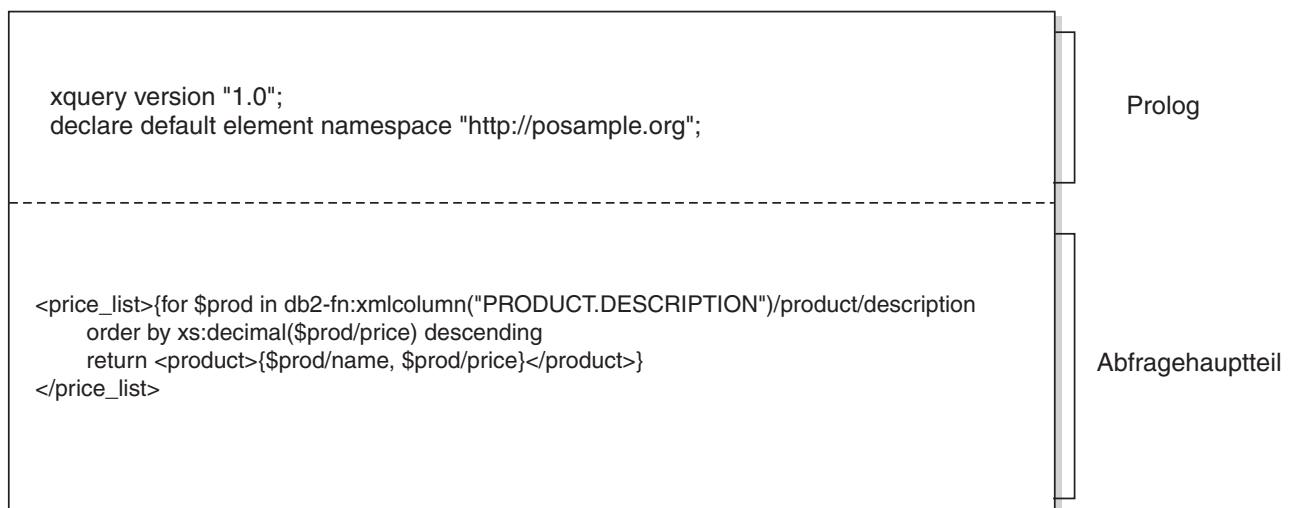 xquery version "1.0";
declare default element namespace "http://posample.org";
Prolog
<price_list>{for $prod in db2-fn:xmlcolumn("PRODUCT.DESCRIPTION")/product/description
order by xs:decimal($prod/price) descending
return <product>{$prod/name, $prod/price}</product>}
</price_list>
Abfragehauptteil